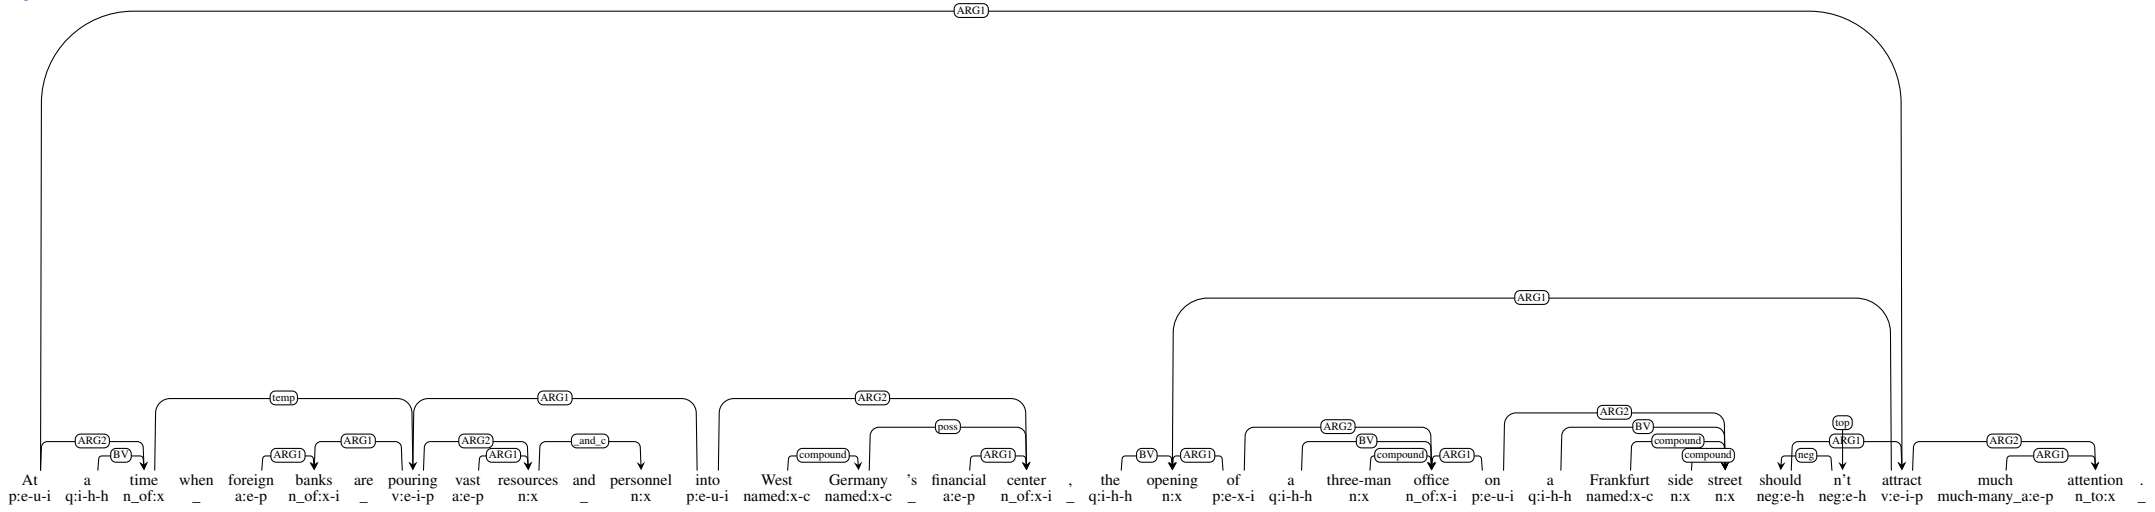 ARG1
ARG1
temp ARG1 ARG2
ARG2
top
poss ARG2 BV
ARG2 ARG1 ARG2 _and_c BV compound ARG1 ARG2
BV ARG1 ARG1 compound ARG1 BV ARG1 compound ARG1 compound neg ARG1
At a time when foreign banks are pouring vast resources and personnel into West Germany 's financial center , the opening of a three-man office on a Frankfurt side street should n't attract much attention .
p:e-u-i q:i-h-h n_of:x _ a:e-p n_of:x-i _ v:e-i-p a:e-p n:x _ n:x p:e-u-i named:x-c named:x-c _ a:e-p n_of:x-i _ q:i-h-h n:x p:e-x-i q:i-h-h n:x n_of:x-i p:e-u-i q:i-h-h named:x-c n:x n:x neg:e-h neg:e-h v:e-i-p much-many_a:e-p n_to:x _